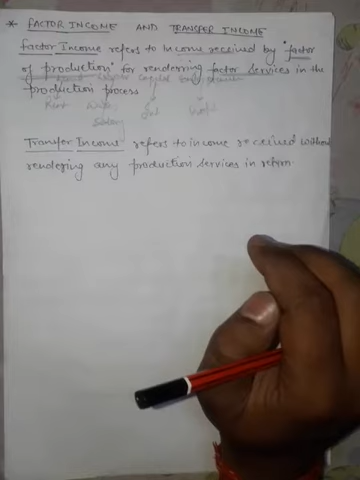 * FACTOR INCOME AND TRANSFER INCOME
factor Income refers to Income received by "factor
of production" for rendering factor services in the
production process
Rent Wages Int
Salary
Transfer Income refers to income received without
rendering any production services in return.